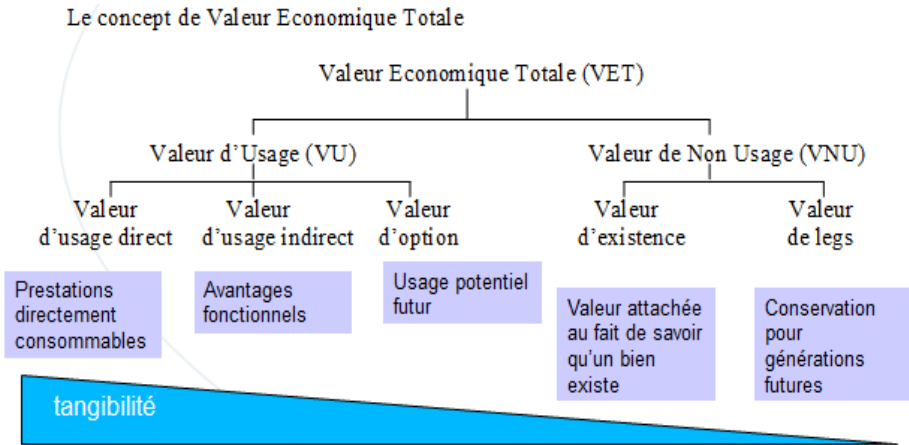 Le concept de Valeur Economique Totale
Valeur Economique Totale (VET)
Valeur d'Usage (VU)
Valeur de Non Usage (VNU)
Valeur
d'usage direct
Valeur
d'usage indirect
Valeur
d'option
Valeur
d'existence
Valeur
de legs
Prestations
directement
consommables
Avantages
fonctionnels
Usage potentiel
futur
Valeur attachée
au fait de savoir
qu'un bien
existe
Conservation
pour
générations
futures
tangibilité